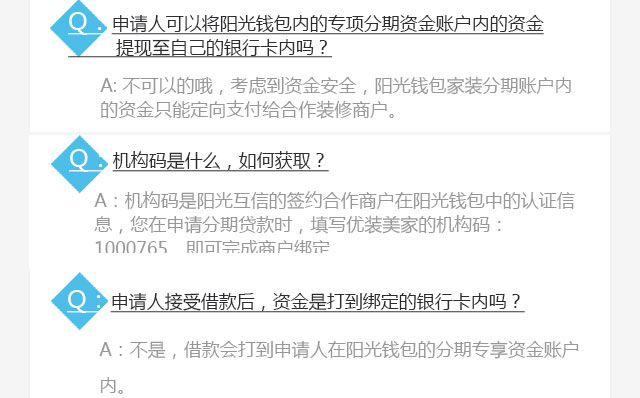 Q：申请人可以将阳光钱包内的专项分期资金账户内的资金
提现至自己的银行卡内吗？
A: 不可以的哦，考虑到资金安全，阳光钱包家装分期账户内
的资金只能定向支付给合作装修商户。
Q：机构码是什么，如何获取？
A：机构码是阳光互信的签约合作商户在阳光钱包中的认证信
息，您在申请分期贷款时，填写优装美家的机构码：
1000765，即可完成商户绑定
Q：申请人接受借款后，资金是打到绑定的银行卡内吗？
A：不是，借款会打到申请人在阳光钱包的分期专享资金账户
内。